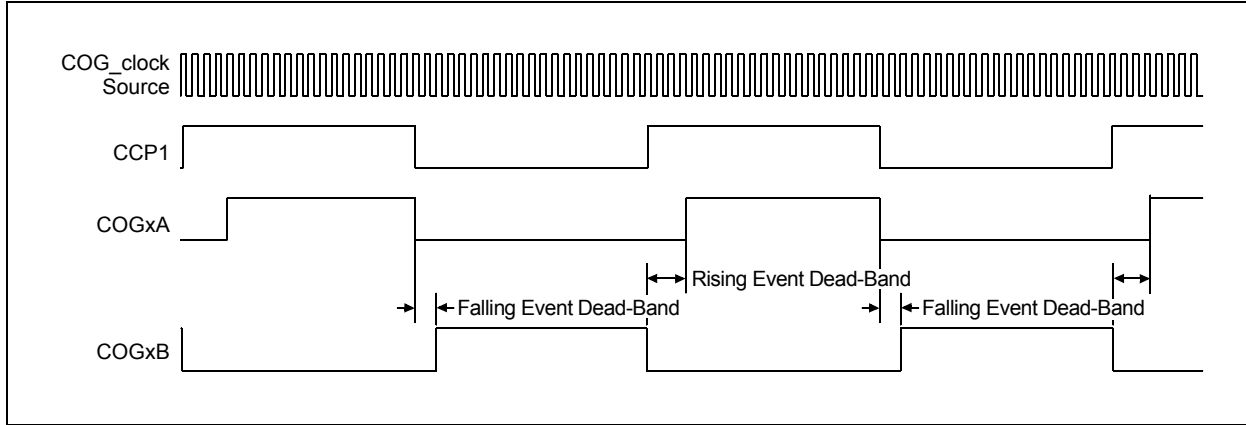 COG_clock
Source
CCP1
COGxA
Rising Event Dead-Band
Falling Event Dead-Band
Falling Event Dead-Band
COGxB